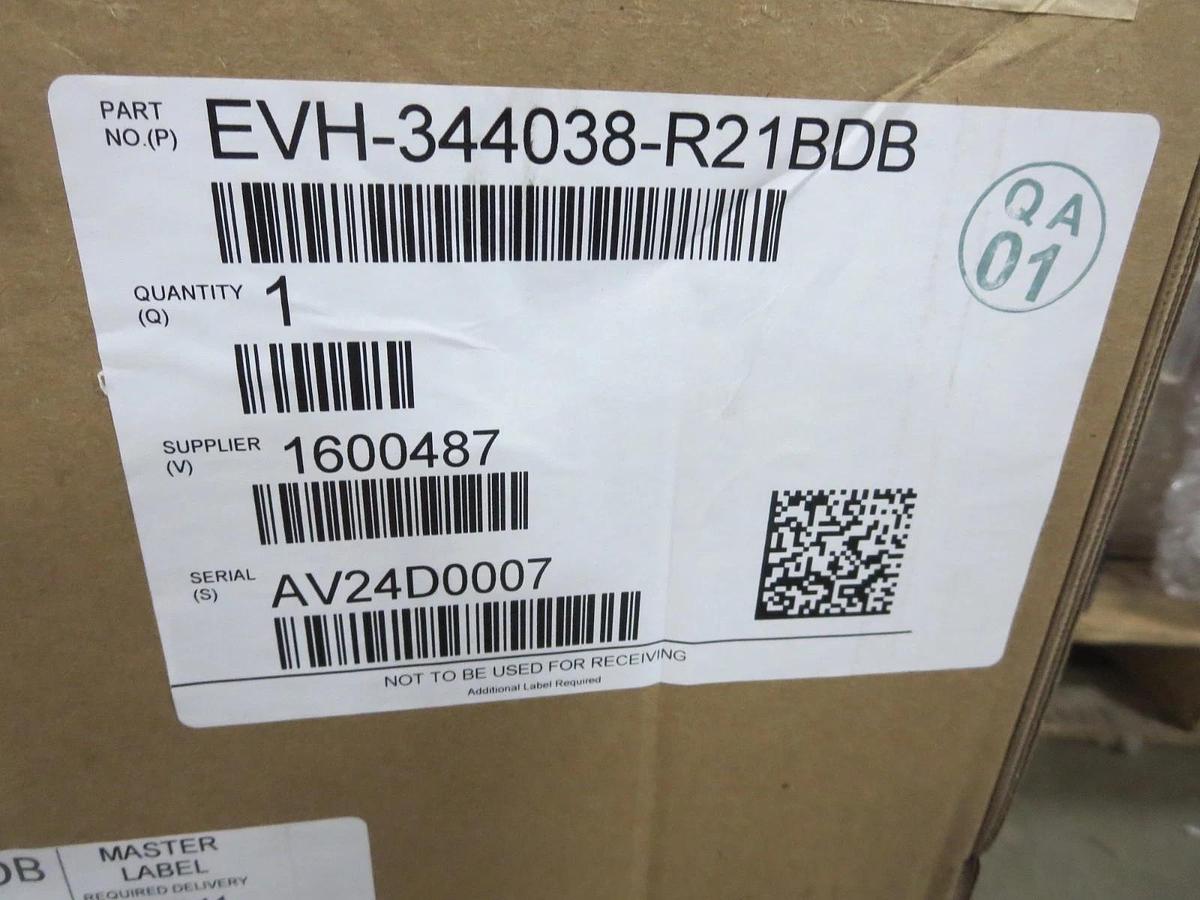 PART
NO.(P)
EVH-344038-R21BDB
QA
01
QUANTITY
(Q)
1
SUPPLIER
(V)
1600487
SERIAL
(S)
AV24D0007
NOT TO BE USED FOR RECEIVING
Additional Label Required
DB
MASTER
LABEL
REQUIRED DELIVERY